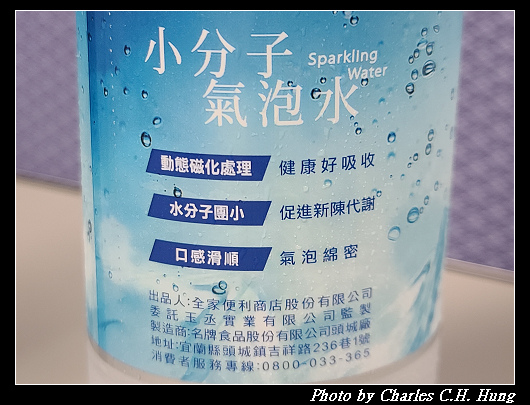 小分子
Sparkling
Water
氣泡水
動態磁化處理 健康好吸收
水分子團小 促進新陳代謝
口感滑順 氣泡綿密
出品人:全家便利商店股份有限公司
委託玉丞實業有限公司監製
製造商:名牌食品股份有限公司頭城廠
地址:宜蘭縣頭城鎮吉祥路236巷1號
消費者服務專線:0800-033-365
Photo by Charles C.H. Hung